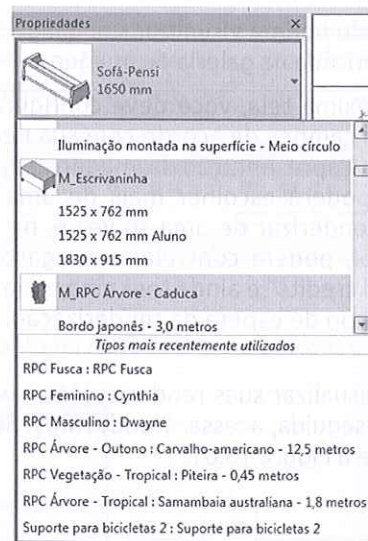 Propriedades
Sofá-Pensi
1650 mm
Iluminação montada na superfície - Meio círculo
M_Escrivaninha
1525 x 762 mm
1525 x 762 mm Aluno
1830 x 915 mm
M_RPC Árvore - Caduca
Bordo japonês - 3,0 metros
Tipos mais recentemente utilizados
RPC Fusca : RPC Fusca
RPC Feminino : Cynthia
RPC Masculino : Dwayne
RPC Árvore - Outono : Carvalho-americano - 12,5 metros
RPC Vegetação - Tropical : Piteira - 0,45 metros
RPC Árvore - Tropical : Samambaia australiana - 1,8 metros
Suporte para bicicletas 2 : Suporte para bicicletas 2